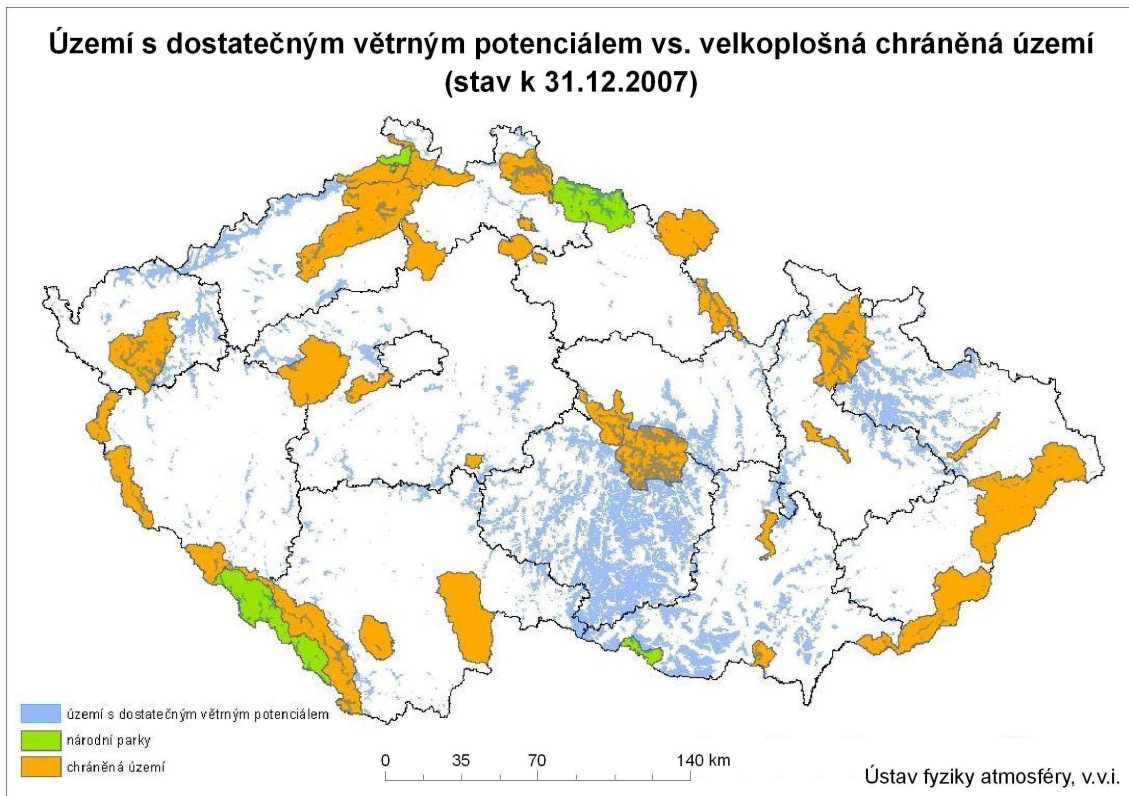 Území s dostatečným větrným potenciálem vs. velkoplošná chráněná území
(stav k 31.12.2007)
území s dostatečným větrným potenciálem
národní parky
chráněná území
0 35 70 140 km
Ústav fyziky atmosféry, v.v.i.